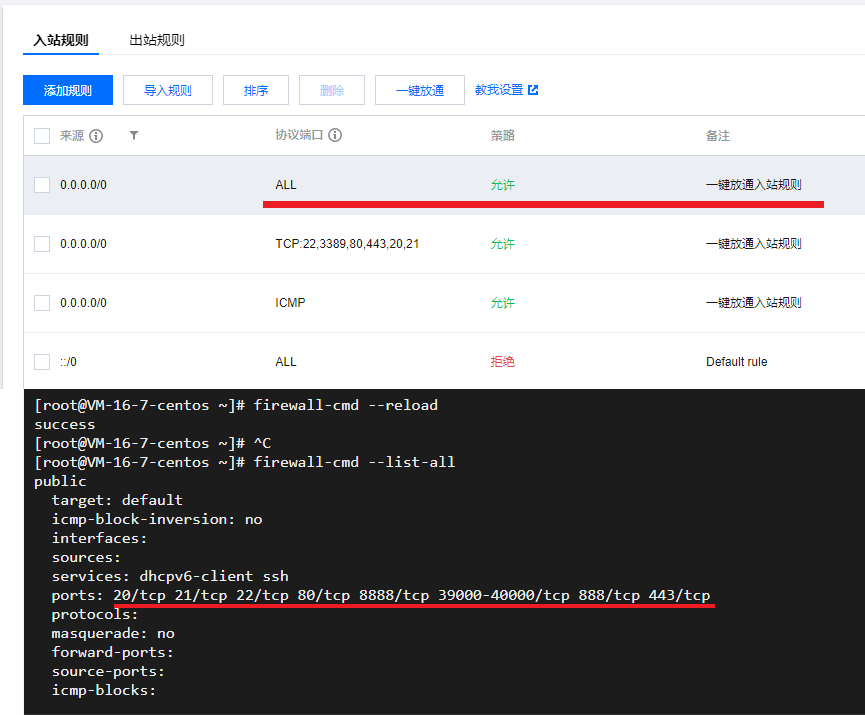 入站规则 出站规则
添加规则 导入规则 排序 删除 一键放通 教我设置
来源 协议端口 策略 备注
0.0.0.0/0 ALL 允许 一键放通入站规则
0.0.0.0/0 TCP:22,3389,80,443,20,21 允许 一键放通入站规则
0.0.0.0/0 ICMP 允许 一键放通入站规则
::/0 ALL 拒绝 Default rule
[root@VM-16-7-centos ~]# firewall-cmd --reload
success
[root@VM-16-7-centos ~]# ^C
[root@VM-16-7-centos ~]# firewall-cmd --list-all
public
target: default
icmp-block-inversion: no
interfaces:
sources:
services: dhcpv6-client ssh
ports: 20/tcp 21/tcp 22/tcp 80/tcp 8888/tcp 39000-40000/tcp 888/tcp 443/tcp
protocols:
masquerade: no
forward-ports:
source-ports:
icmp-blocks: